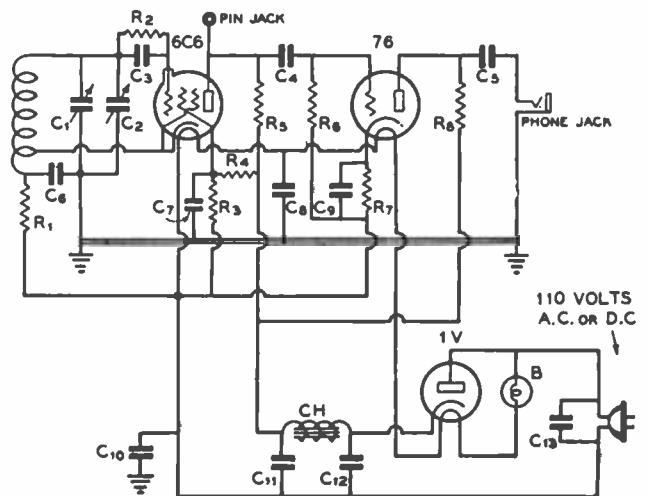 R2
PIN JACK
6C6
76
C3
C4
C5
C1
C2
R5
R6
R8
PHONE JACK
R4
C6
C7
R3
C8
C9
R7
R1
110 VOLTS
A.C. OR D.C
1V
B
CH
C13
C10
C11
C12